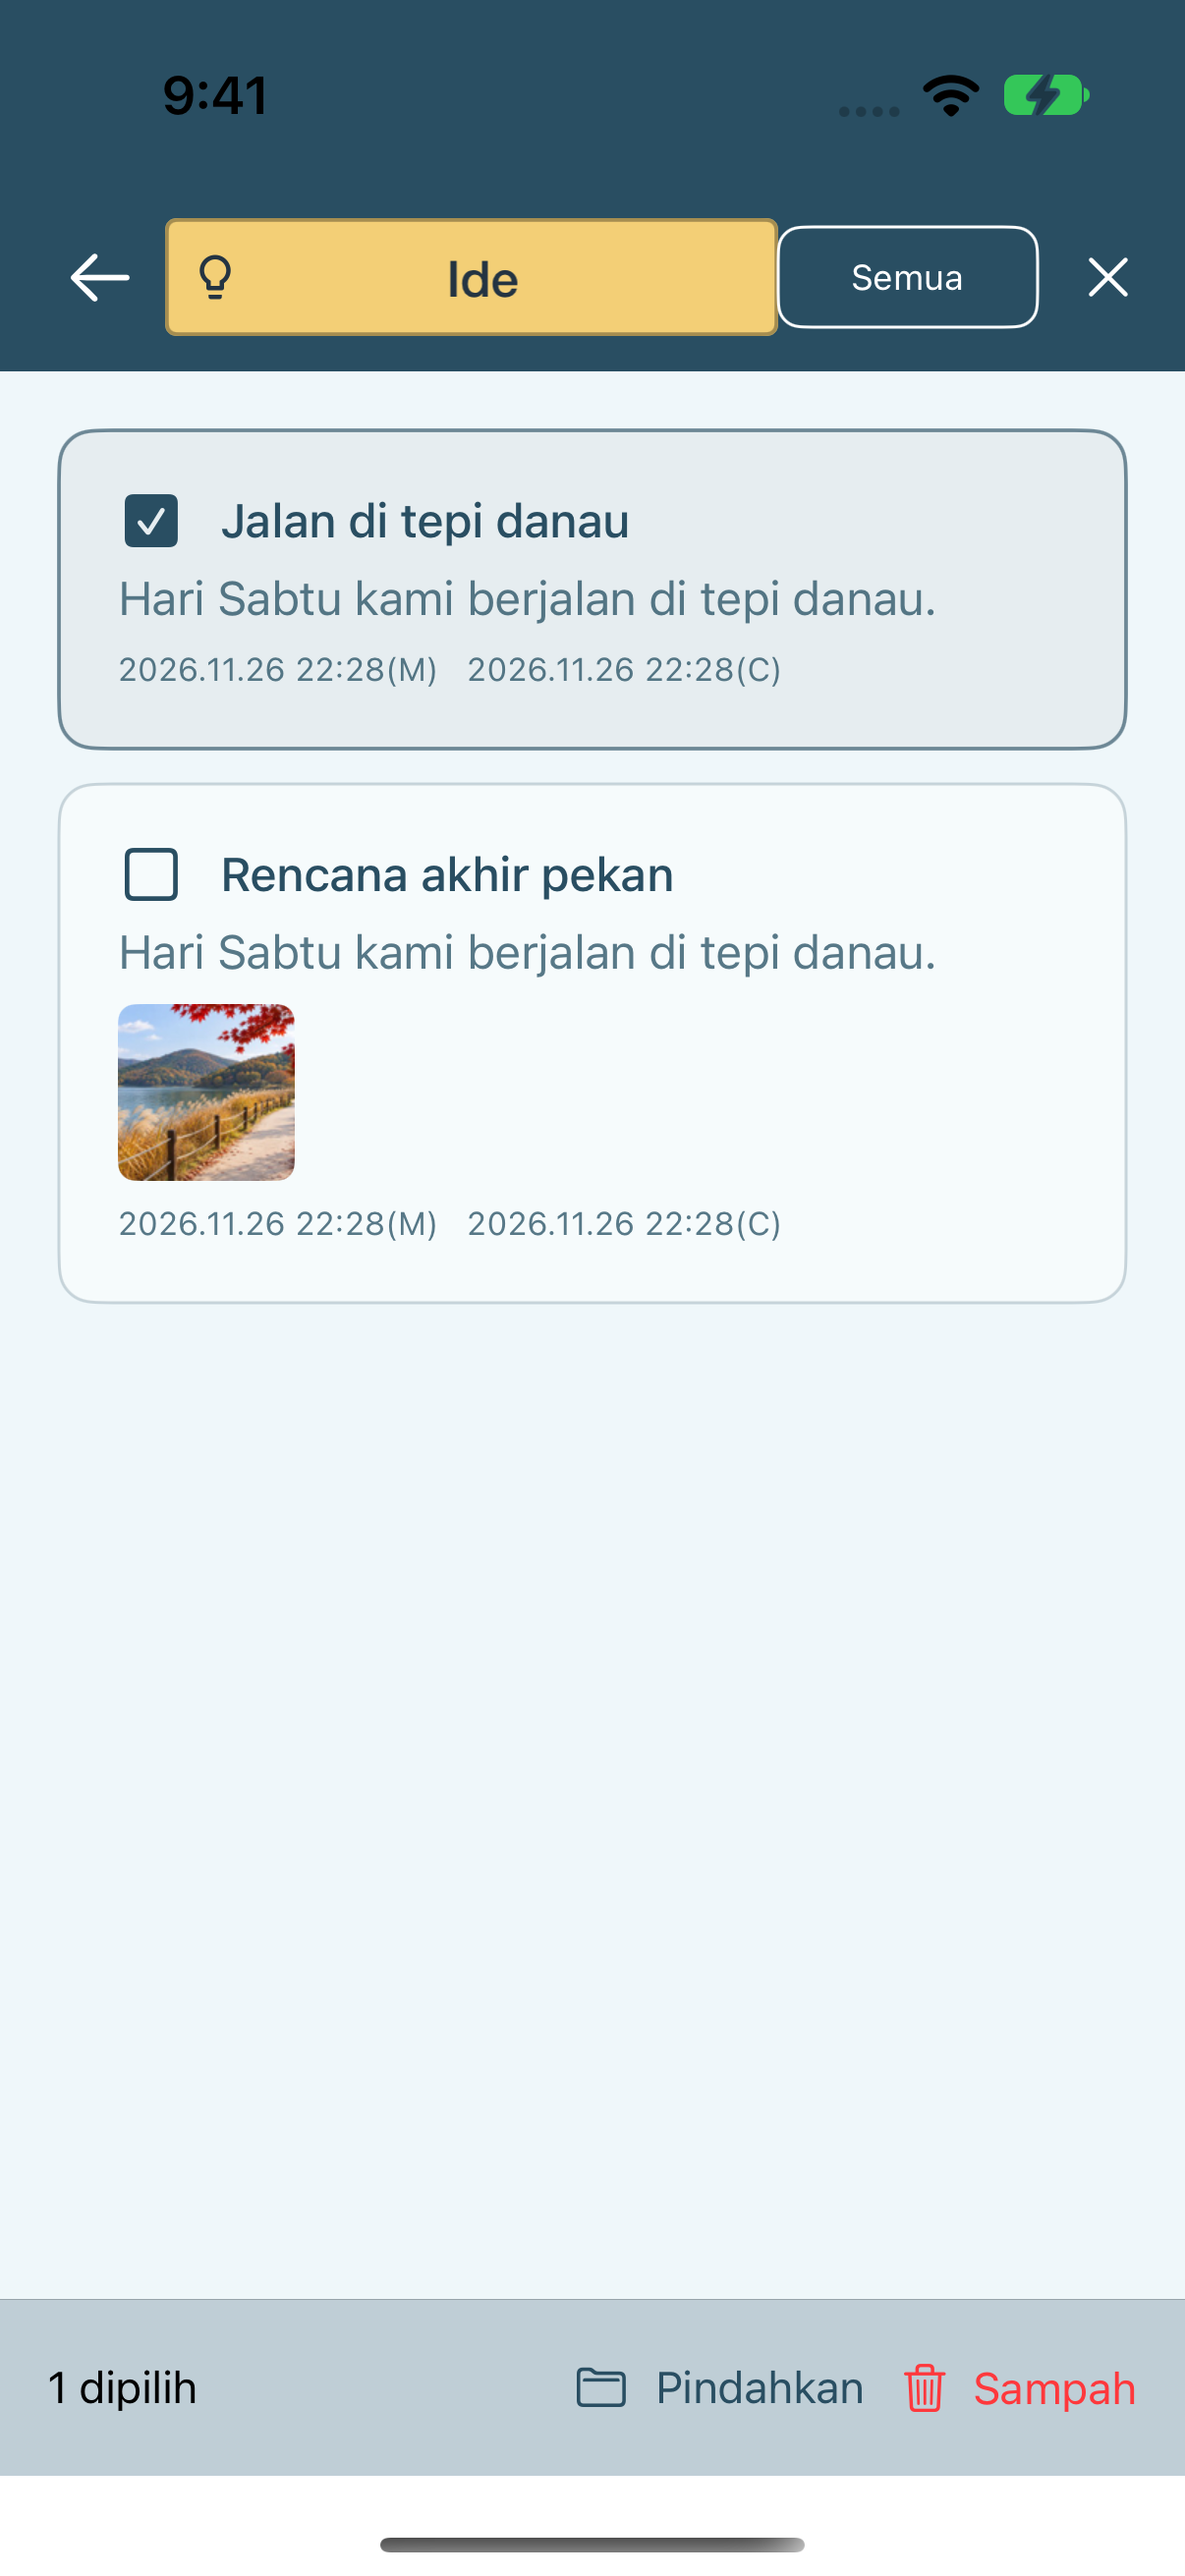 9:41
Ide
Semua
Jalan di tepi danau
Hari Sabtu kami berjalan di tepi danau.
2026.11.26 22:28(M) 2026.11.26 22:28(C)
Rencana akhir pekan
Hari Sabtu kami berjalan di tepi danau.
2026.11.26 22:28(M) 2026.11.26 22:28(C)
1 dipilih
Pindahkan
Sampah